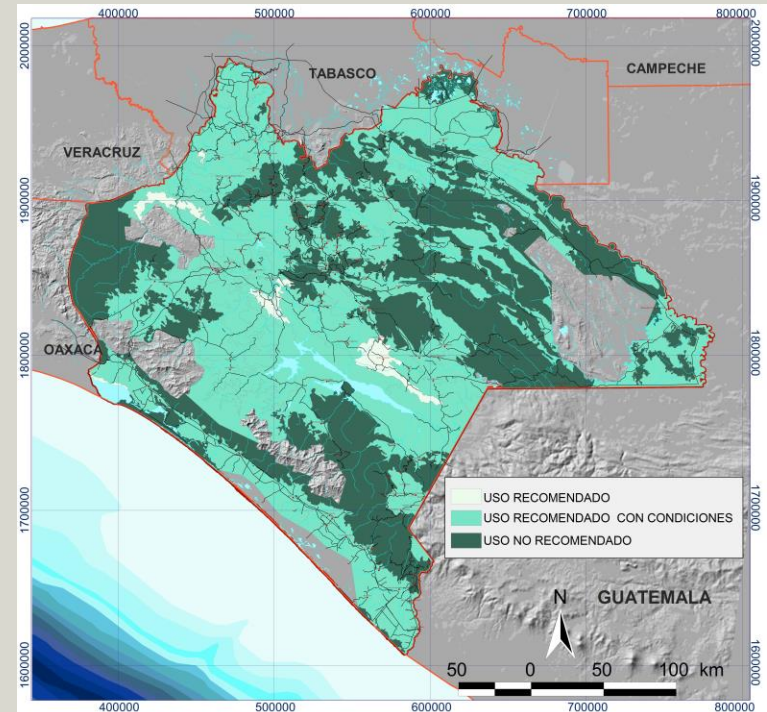 400000 500000 600000 700000 800000
2000000 2000000
TABASCO
CAMPECHE
VERACRUZ
1900000 1900000
OAXACA
1800000 1800000
USO RECOMENDADO
USO RECOMENDADO CON CONDICIONES
USO NO RECOMENDADO
1700000 1700000
N
GUATEMALA
50 0 50 100 km
1600000 1600000
400000 500000 600000 700000 800000